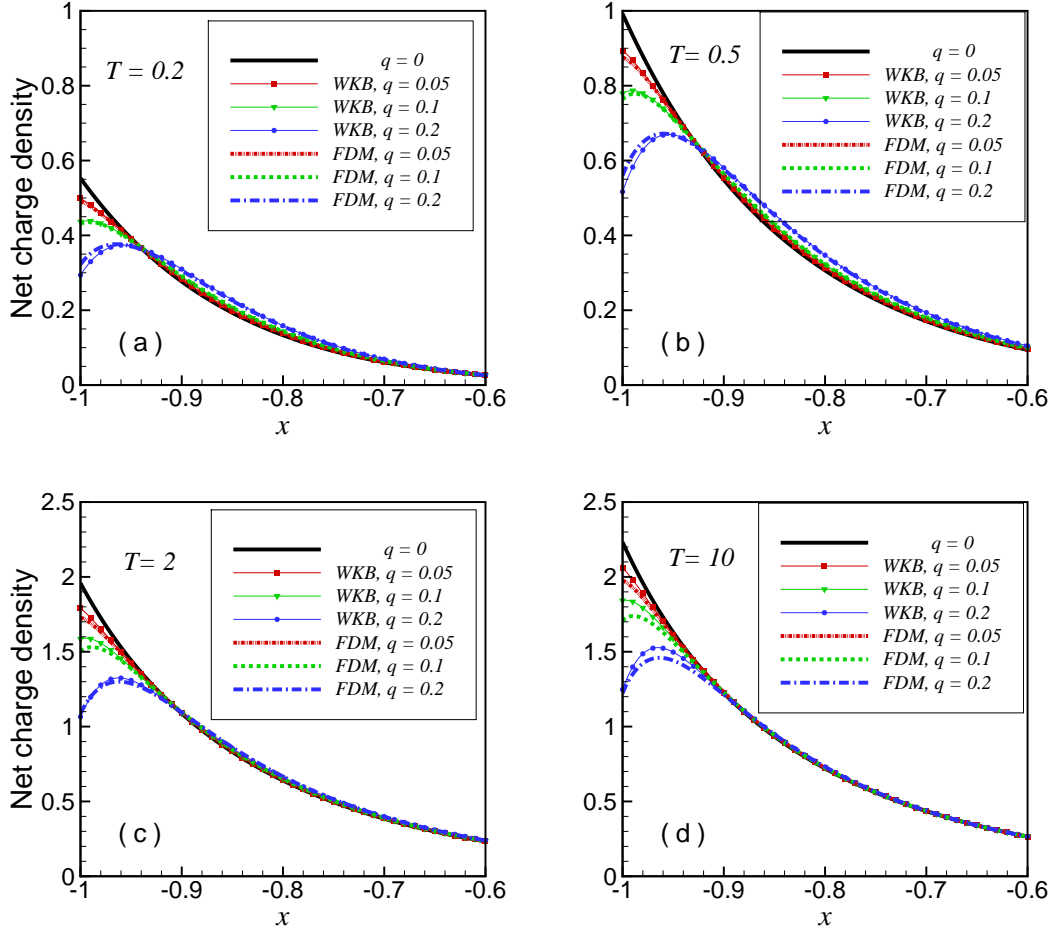 Net charge density
1
0.8
0.6
0.4
0.2
0
-1
-0.9
-0.8
-0.7
-0.6
x
T = 0.2
( a )
q = 0
WKB, q = 0.05
WKB, q = 0.1
WKB, q = 0.2
FDM, q = 0.05
FDM, q = 0.1
FDM, q = 0.2
Net charge density
1
0.8
0.6
0.4
0.2
0
-1
-0.9
-0.8
-0.7
-0.6
x
T = 0.5
( b )
q = 0
WKB, q = 0.05
WKB, q = 0.1
WKB, q = 0.2
FDM, q = 0.05
FDM, q = 0.1
FDM, q = 0.2
Net charge density
2.5
2
1.5
1
0.5
0
-1
-0.9
-0.8
-0.7
-0.6
x
T = 2
( c )
q = 0
WKB, q = 0.05
WKB, q = 0.1
WKB, q = 0.2
FDM, q = 0.05
FDM, q = 0.1
FDM, q = 0.2
Net charge density
2.5
2
1.5
1
0.5
0
-1
-0.9
-0.8
-0.7
-0.6
x
T = 10
( d )
q = 0
WKB, q = 0.05
WKB, q = 0.1
WKB, q = 0.2
FDM, q = 0.05
FDM, q = 0.1
FDM, q = 0.2